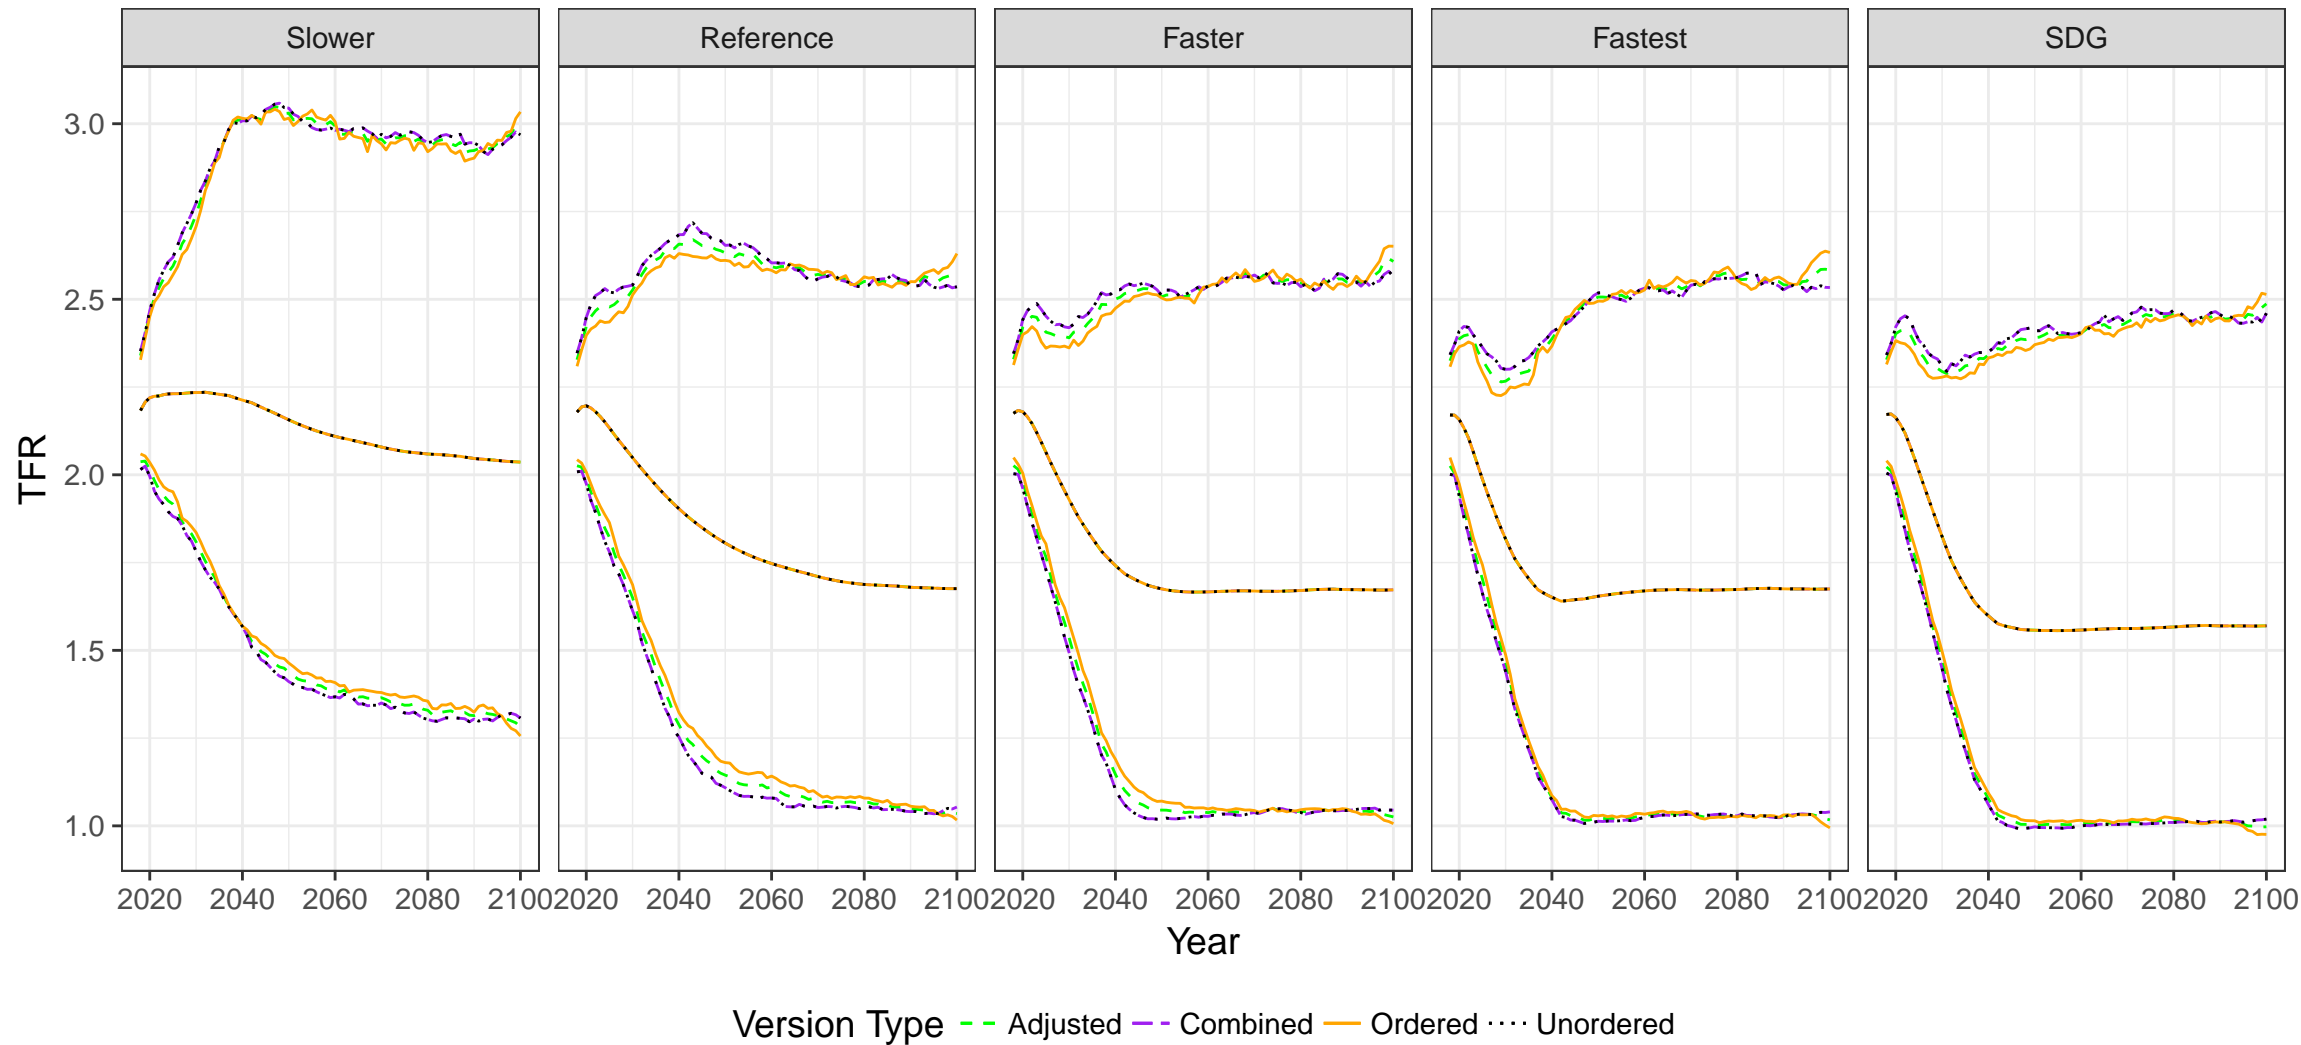 Slower Reference Faster Fastest SDG
TFR
3.0
2.5
2.0
1.5
1.0
2020 2040 2060 2080 2100 2020 2040 2060 2080 2100 2020 2040 2060 2080 2100 2020 2040 2060 2080 2100 2020 2040 2060 2080 2100
Year
Version Type Adjusted Combined Ordered Unordered